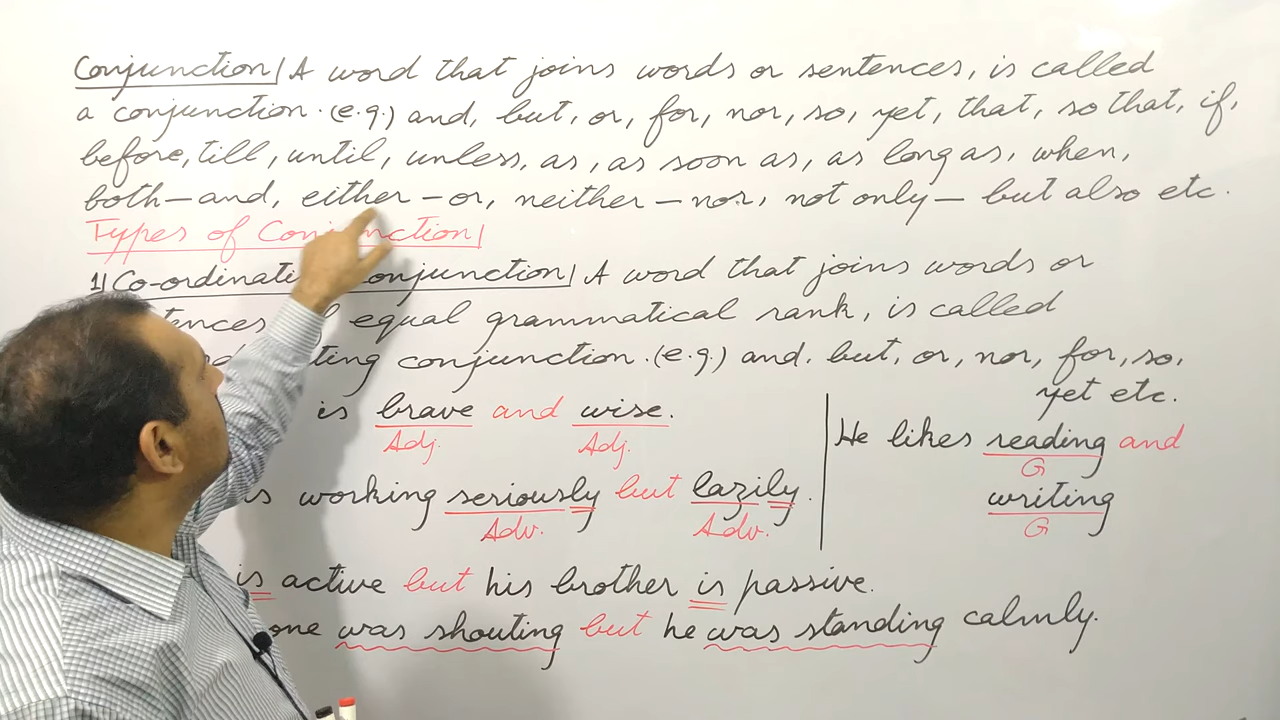 Conjunction| A word that joins words or sentences, is called
a conjunction. (e.g.) and, but, or, for, nor, so, yet, that, so that, if,
before, till, until, unless, as, as soon as, as long as, when,
both – and, either – or, neither – nor, not only – but also etc.
Types of Conjunction|
1| Co-ordinati onjunction| A word that joins words or
tences equal grammatical rank, is called
ting conjunction. (e.g.) and, but, or, nor, for, so,
yet etc.
is brave and wise.
Adj. Adj.
is working seriously but lazily.
Adv. Adv.
He likes reading and
G
writing
G
is active but his brother is passive.
one was shouting but he was standing calmly.